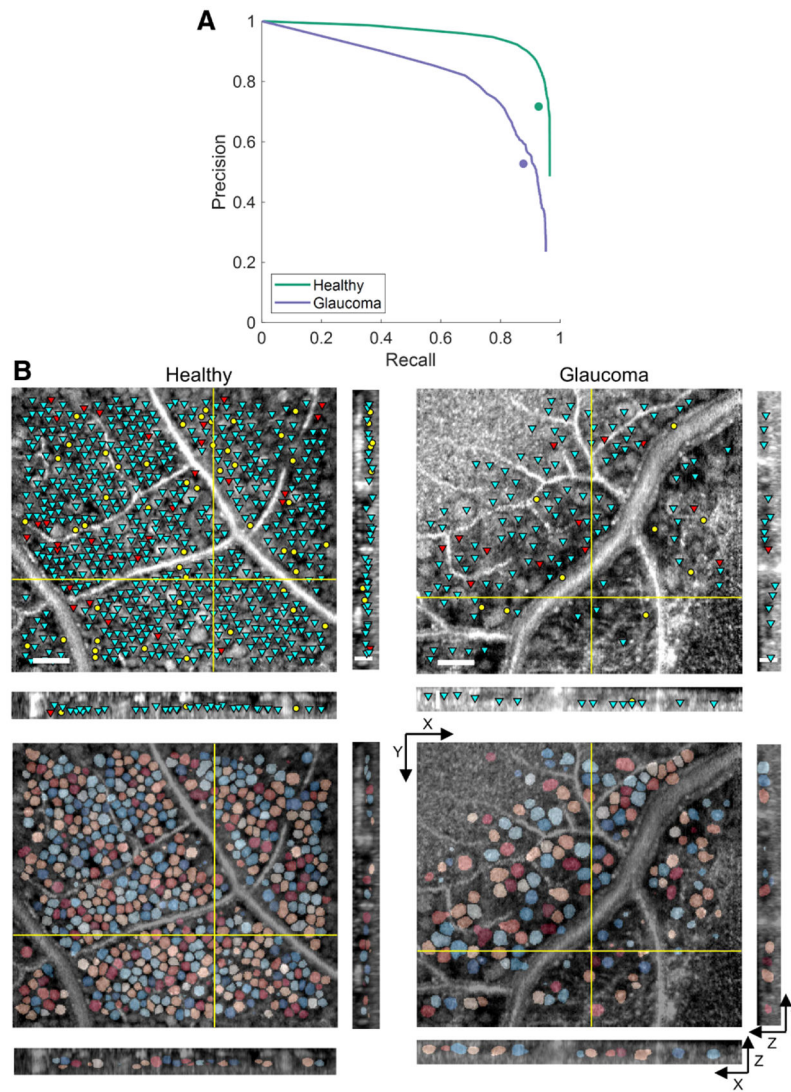 A
1
0.8
0.6
0.4
0.2
0
Precision
Healthy
Glaucoma
0 0.2 0.4 0.6 0.8 1
Recall
B
Healthy Glaucoma
X
Y
Z
Z
X